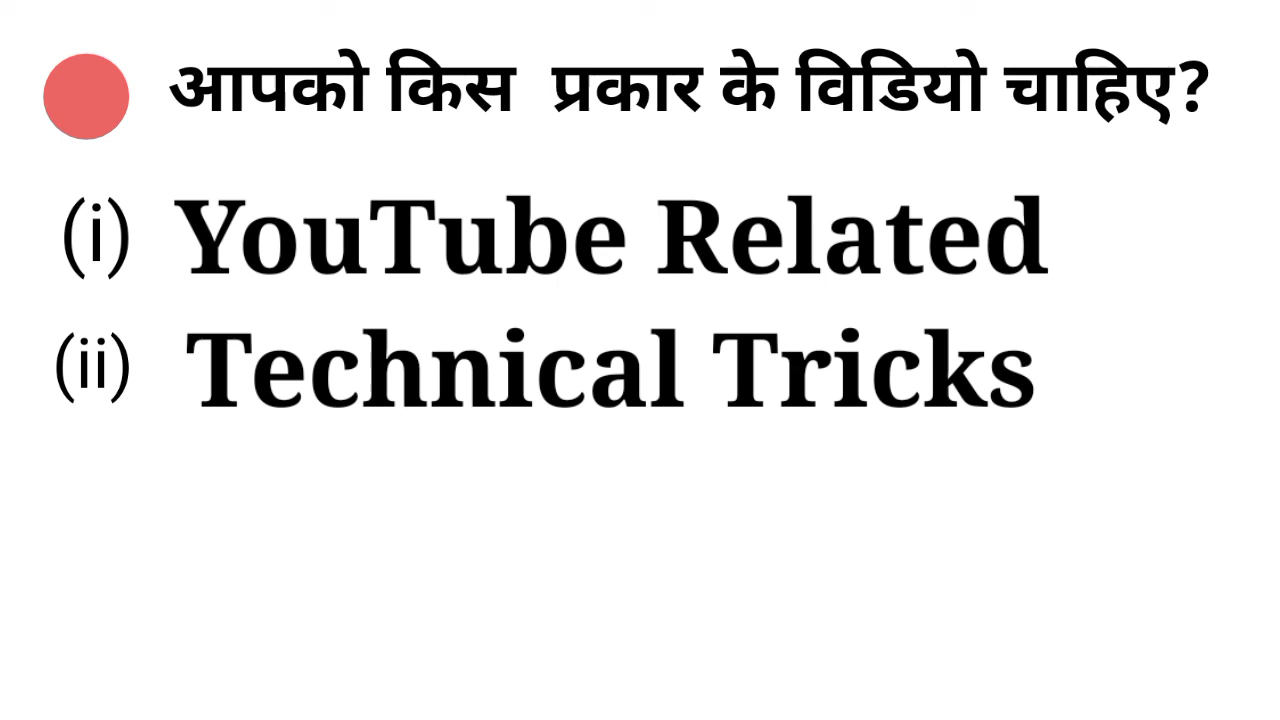 आपको किस प्रकार के विडियो चाहिए?
(i) YouTube Related
(ii) Technical Tricks